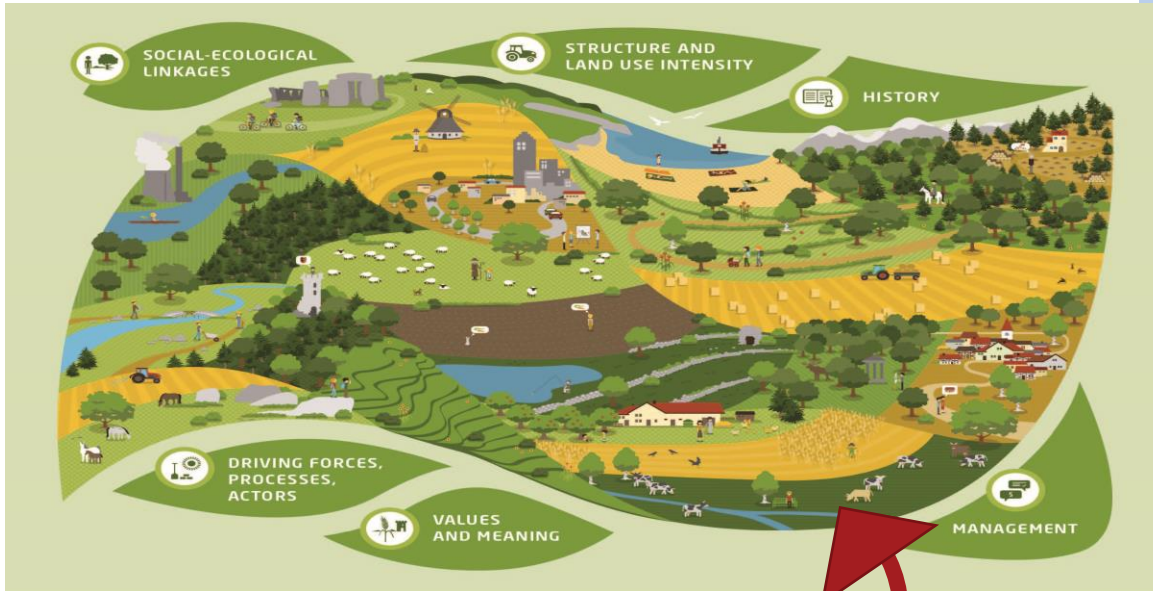 SOCIAL-ECOLOGICAL
LINKAGES
STRUCTURE AND
LAND USE INTENSITY
HISTORY
DRIVING FORCES,
PROCESSES,
ACTORS
VALUES
AND MEANING
MANAGEMENT